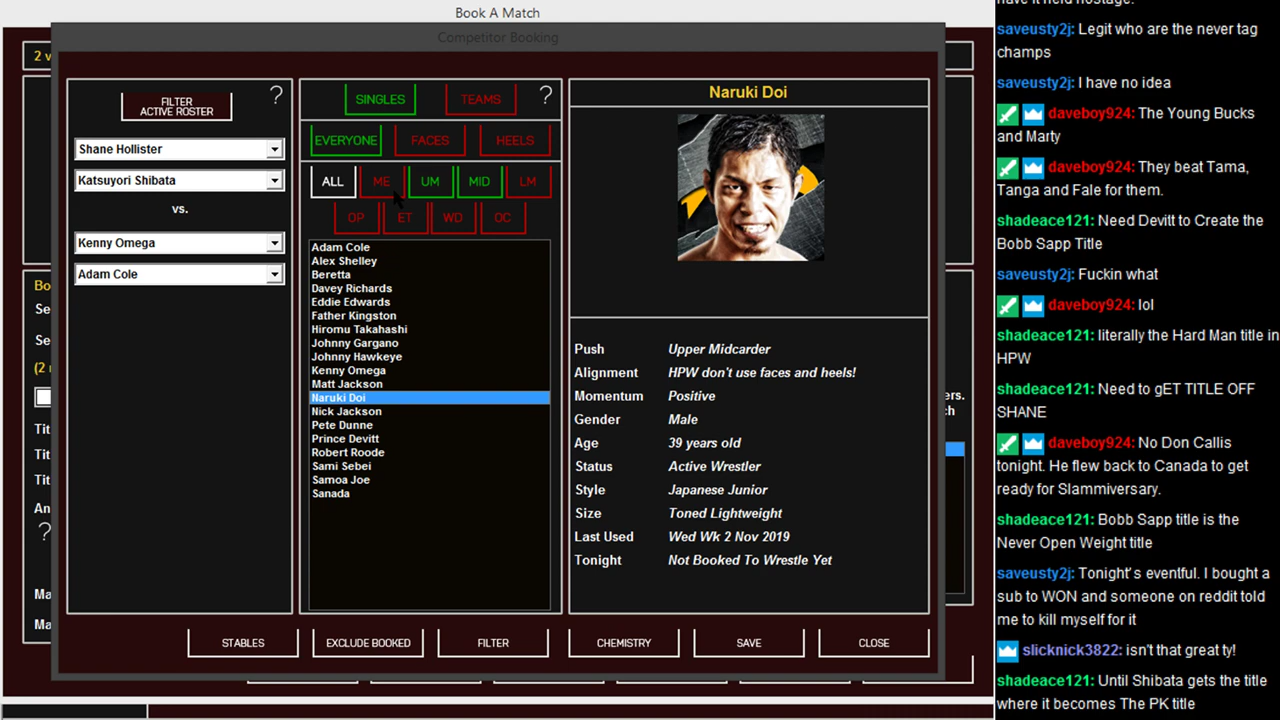 Book A Match
Competitor Booking
2 v
FILTER
ACTIVE ROSTER
?
Shane Hollister
Katsuyori Shibata
vs.
Kenny Omega
Adam Cole
SINGLES
TEAMS
?
EVERYONE
FACES
HEELS
ALL
ME
UM
MID
LM
OP
ET
WD
OC
Adam Cole
Alex Shelley
Beretta
Davey Richards
Eddie Edwards
Father Kingston
Hiromu Takahashi
Johnny Gargano
Johnny Hawkeye
Kenny Omega
Matt Jackson
Naruki Doi
Nick Jackson
Pete Dunne
Prince Devitt
Robert Roode
Sami Sebei
Samoa Joe
Sanada
Naruki Doi
Push Upper Midcarder
Alignment HPW don't use faces and heels!
Momentum Positive
Gender Male
Age 39 years old
Status Active Wrestler
Style Japanese Junior
Size Toned Lightweight
Last Used Wed Wk 2 Nov 2019
Tonight Not Booked To Wrestle Yet
STABLES
EXCLUDE BOOKED
FILTER
CHEMISTRY
SAVE
CLOSE
Bo
Se
Se
(2
Tit
Tit
Tit
An
?
Ma
Ma
ers.
ch
have it held hostage.
saveusty2j: Legit who are the never tag
champs
saveusty2j: I have no idea
daveboy924: The Young Bucks
and Marty
daveboy924: They beat Tama,
Tanga and Fale for them.
shadeace121: Need Devitt to Create the
Bobb Sapp Title
saveusty2j: Fuckin what
daveboy924: lol
shadeace121: literally the Hard Man title in
HPW
shadeace121: Need to gET TITLE OFF
SHANE
daveboy924: No Don Callis
tonight. He flew back to Canada to get
ready for Slammiversary.
shadeace121: Bobb Sapp title is the
Never Open Weight title
saveusty2j: Tonight's eventful. I bought a
sub to WON and someone on reddit told
me to kill myself for it
slicknick3822: isn't that great ty!
shadeace121: Until Shibata gets the title
where it becomes The PK title